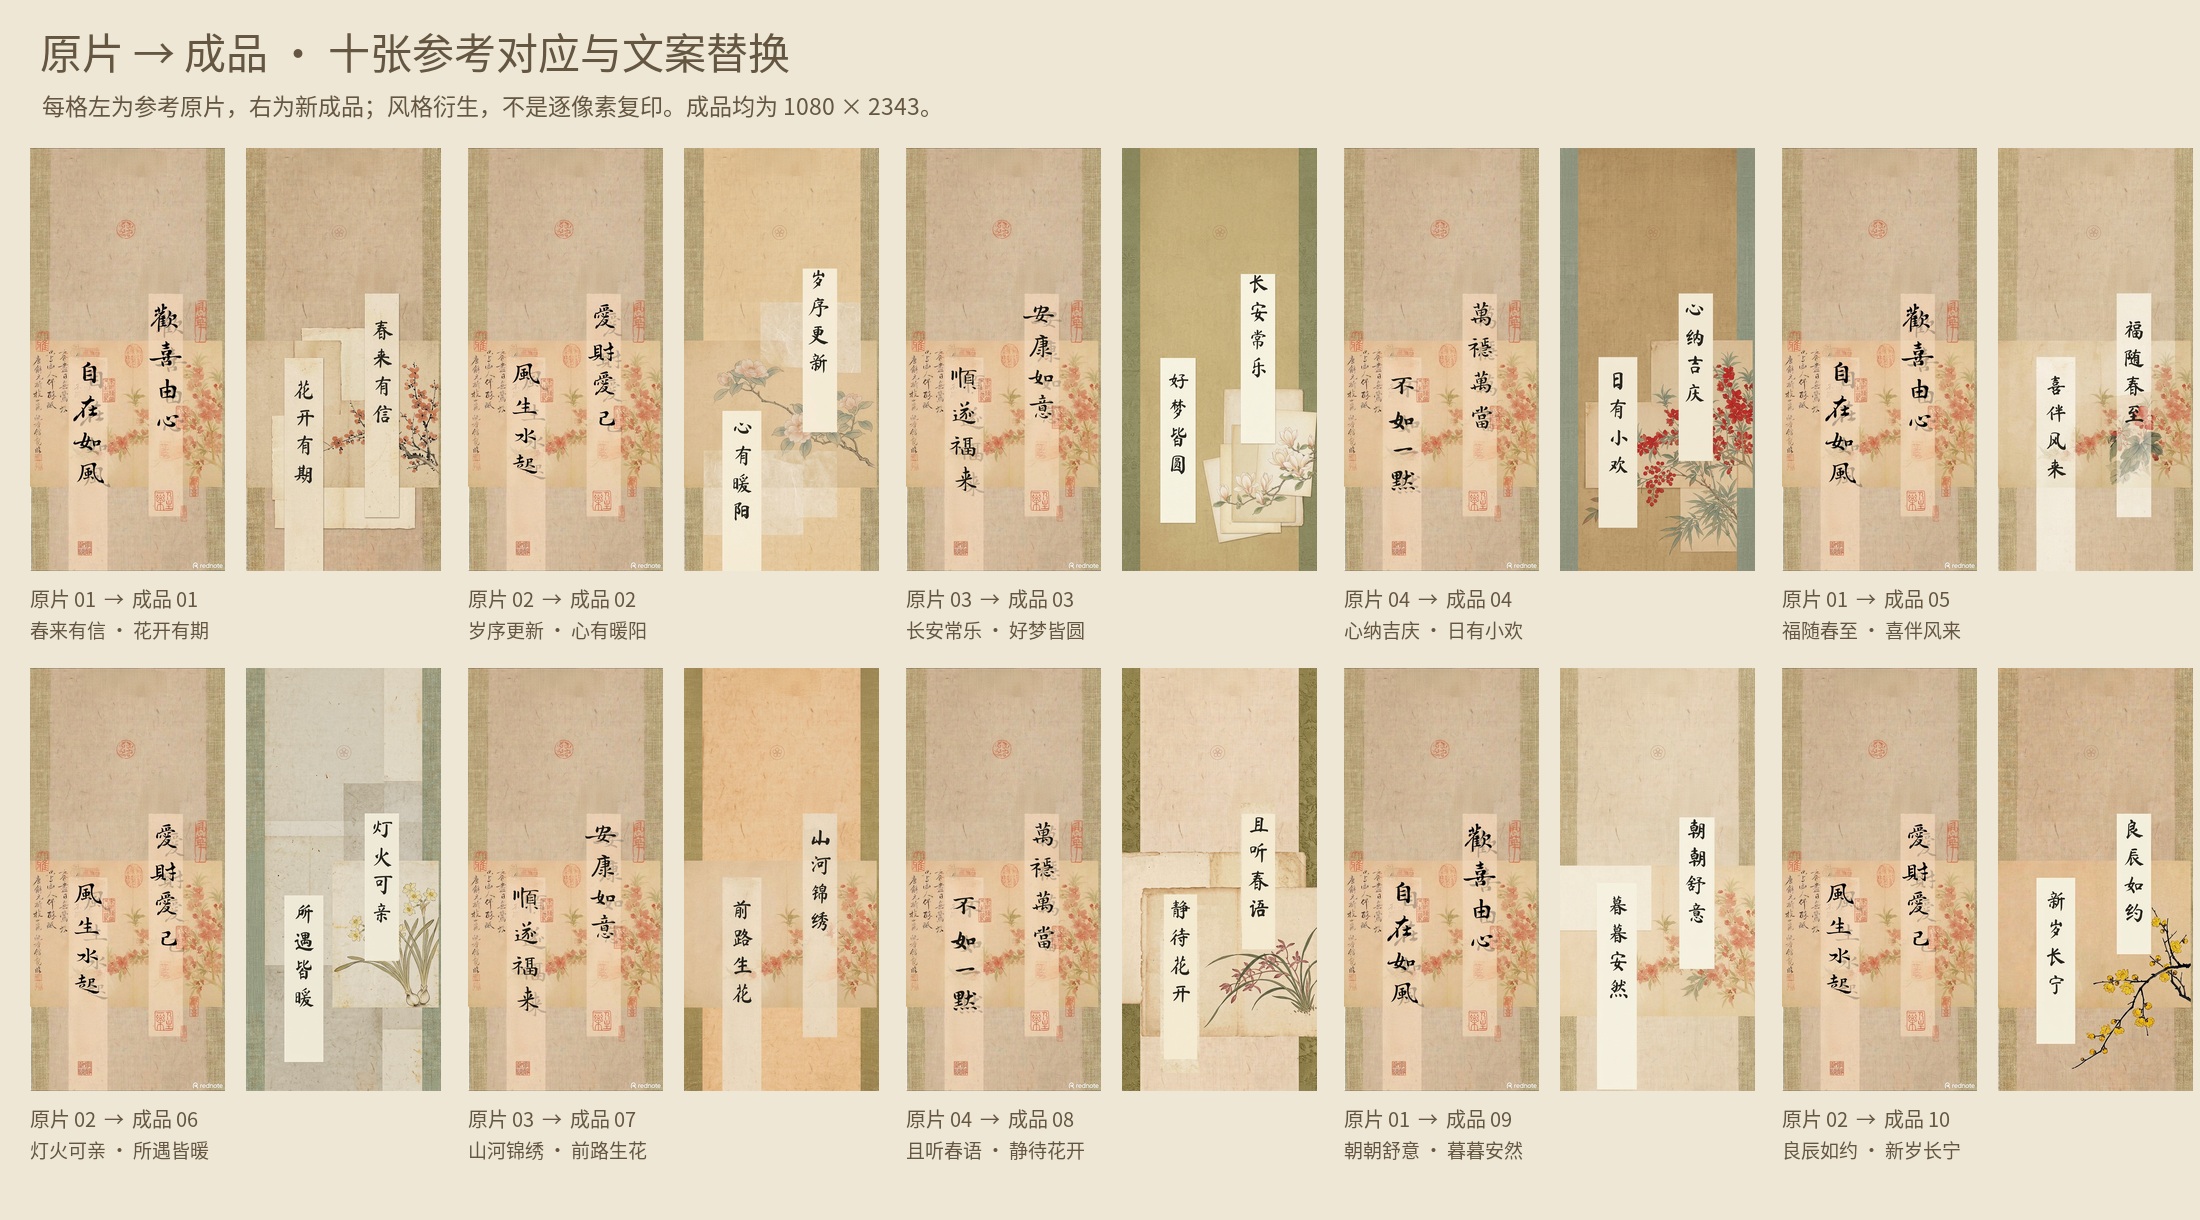 原片 → 成品 · 十张参考对应与文案替换
每格左为参考原片，右为新成品；风格衍生，不是逐像素复印。成品均为 1080 × 2343。
歡喜由心
自在如風
rednote
春来有信
花开有期
愛財愛己
風生水起
rednote
岁序更新
心有暖阳
安康如意
順遂福来
rednote
长安常乐
好梦皆圆
萬禧萬當
不如一默
rednote
心纳吉庆
日有小欢
歡喜由心
自在如風
rednote
福随春至
喜伴风来
原片 01 → 成品 01
春来有信 · 花开有期
原片 02 → 成品 02
岁序更新 · 心有暖阳
原片 03 → 成品 03
长安常乐 · 好梦皆圆
原片 04 → 成品 04
心纳吉庆 · 日有小欢
原片 01 → 成品 05
福随春至 · 喜伴风来
愛財愛己
風生水起
rednote
灯火可亲
所遇皆暖
安康如意
順遂福来
rednote
山河锦绣
前路生花
萬禧萬當
不如一默
rednote
且听春语
静待花开
歡喜由心
自在如風
rednote
朝朝舒意
暮暮安然
愛財愛己
風生水起
rednote
良辰如约
新岁长宁
原片 02 → 成品 06
灯火可亲 · 所遇皆暖
原片 03 → 成品 07
山河锦绣 · 前路生花
原片 04 → 成品 08
且听春语 · 静待花开
原片 01 → 成品 09
朝朝舒意 · 暮暮安然
原片 02 → 成品 10
良辰如约 · 新岁长宁